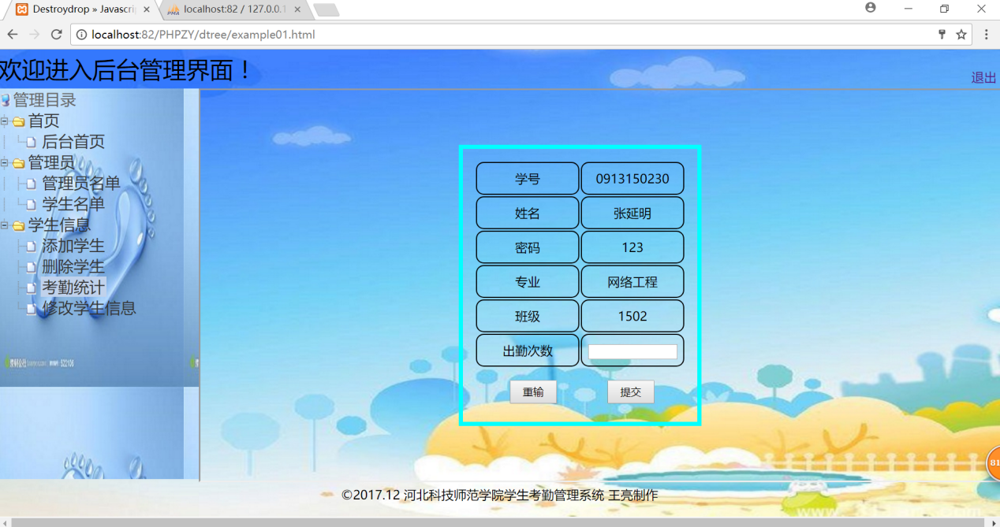 Destroydrop » Javascri
localhost:82 / 127.0.0.1
localhost:82/PHPZY/dtree/example01.html
欢迎进入后台管理界面！
退出
管理目录
首页
后台首页
管理员
管理员名单
学生名单
学生信息
添加学生
删除学生
考勤统计
修改学生信息
学号 0913150230
姓名 张延明
密码 123
专业 网络工程
班级 1502
出勤次数
重输 提交
81
©2017.12 河北科技师范学院学生考勤管理系统 王亮制作